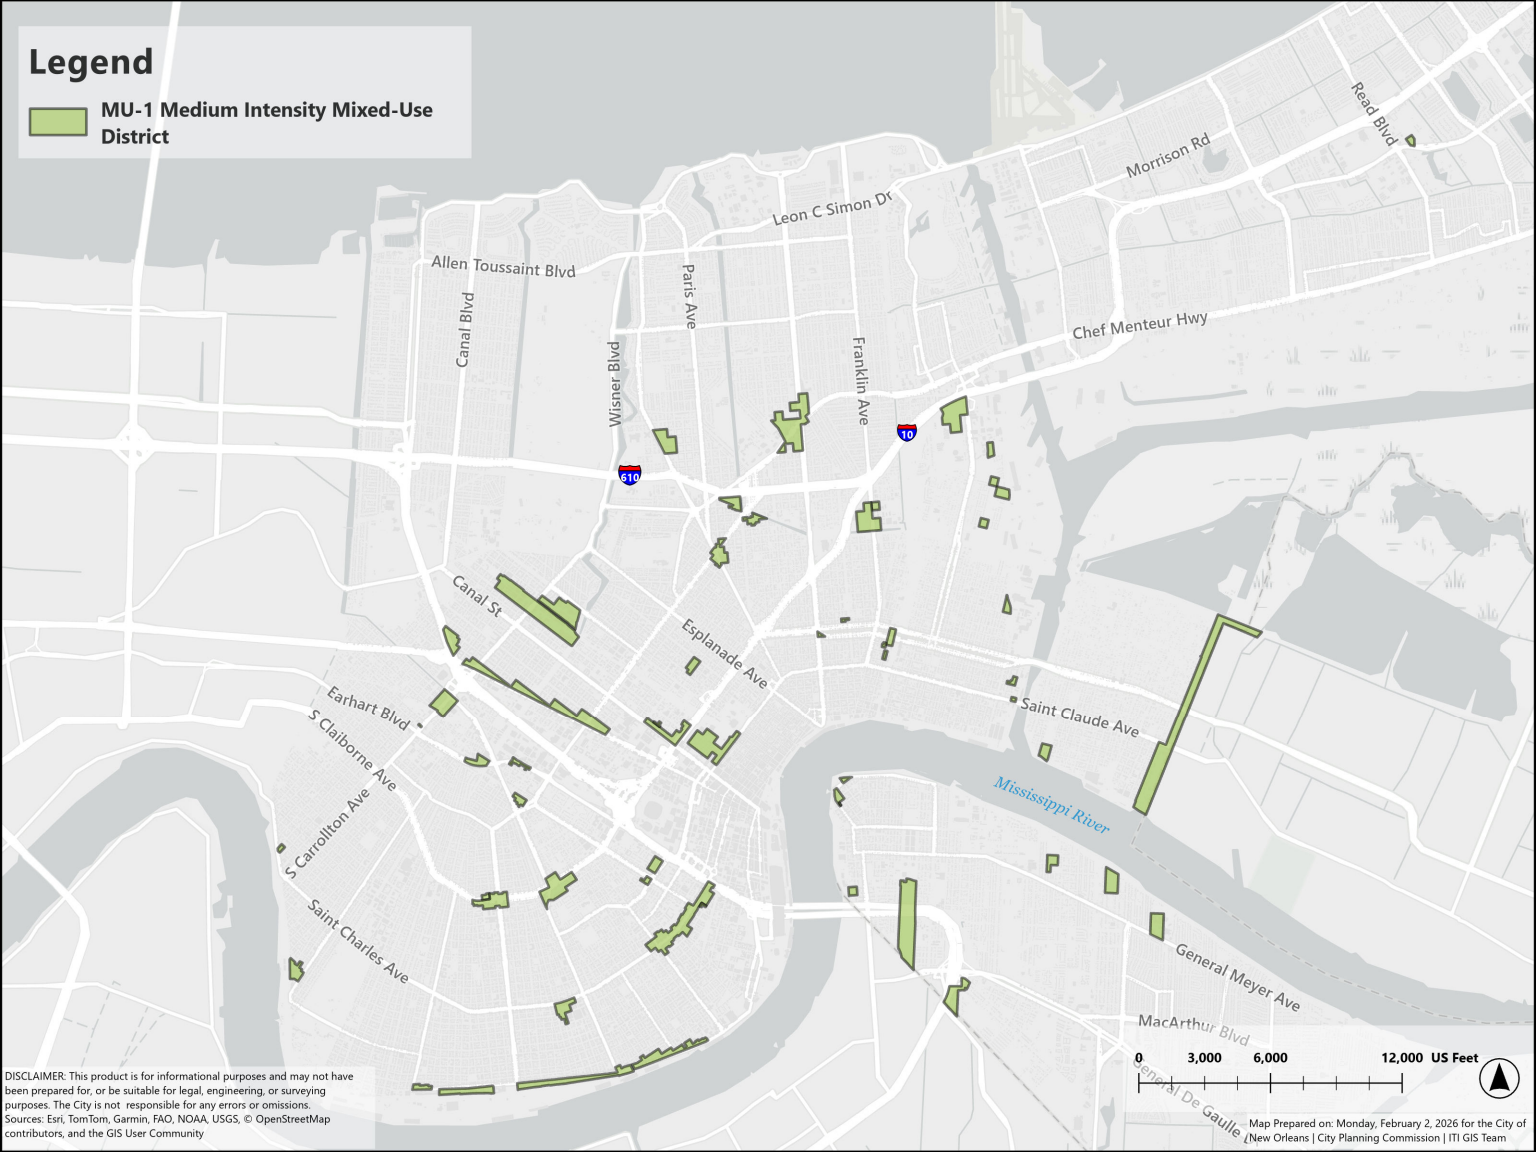 Legend
MU-1 Medium Intensity Mixed-Use
District
Read Blvd
Morrison Rd
Leon C Simon Dr
Allen Toussaint Blvd
Paris Ave
Canal Blvd
Chef Menteur Hwy
Wisner Blvd
Franklin Ave
10
610
Canal St
Esplanade Ave
Earhart Blvd
S Claiborne Ave
Saint Claude Ave
S Carrollton Ave
Mississippi River
Saint Charles Ave
General Meyer Ave
MacArthur Blvd
General De Gaulle
0 3,000 6,000 12,000 US Feet
DISCLAIMER: This product is for informational purposes and may not have
been prepared for, or be suitable for legal, engineering, or surveying
purposes. The City is not responsible for any errors or omissions.
Sources: Esri, TomTom, Garmin, FAO, NOAA, USGS, © OpenStreetMap
contributors, and the GIS User Community
Map Prepared on: Monday, February 2, 2026 for the City of
New Orleans | City Planning Commission | ITI GIS Team